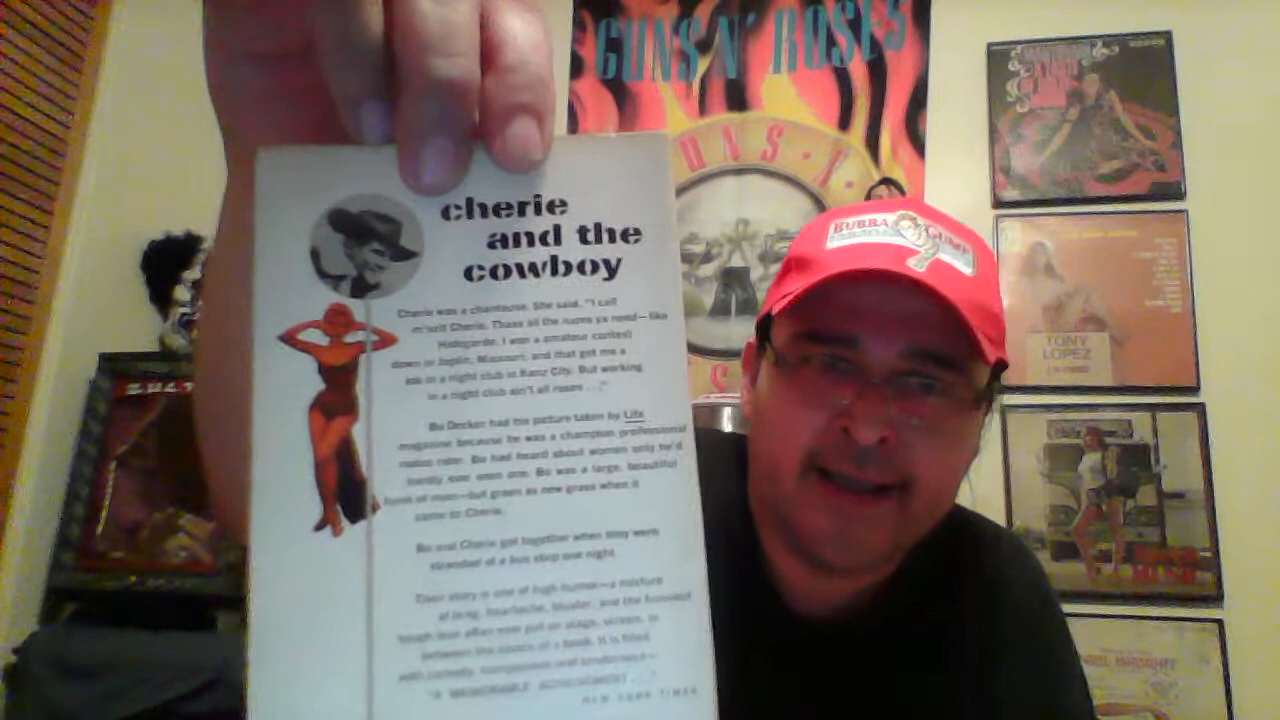 GUNS N' ROSES
UNS N'
BUBBA GUMP
TONY
LOPEZ
cherie
and the
cowboy
Cherie was a chanteuse. She said, "I call
m'self Cherie. Thass all the name ya need—like
Hildegarde. I won a amateur contest
down in Joplin, Missouri, and that got me a
job in a night club in Kanz City. But working
in a night club ain't all roses . . ."
Bo Decker had his picture taken by Life
magazine because he was a champion professional
rodeo rider. Bo had heard about women only he'd
hardly ever seen one. Bo was a large, beautiful
hunk of man—but green as new grass when it
came to Cherie.
Bo and Cherie got together when they were
stranded at a bus stop one night.
Their story is one of high humor—a mixture
of heartache, bluster, and the funniest
tough love affair ever put on stage, screen, or
between the covers of a book. It is filled
with comedy, compassion and tenderness—
"A MEMORABLE ACHIEVEMENT . . ."
NEW YORK TIMES